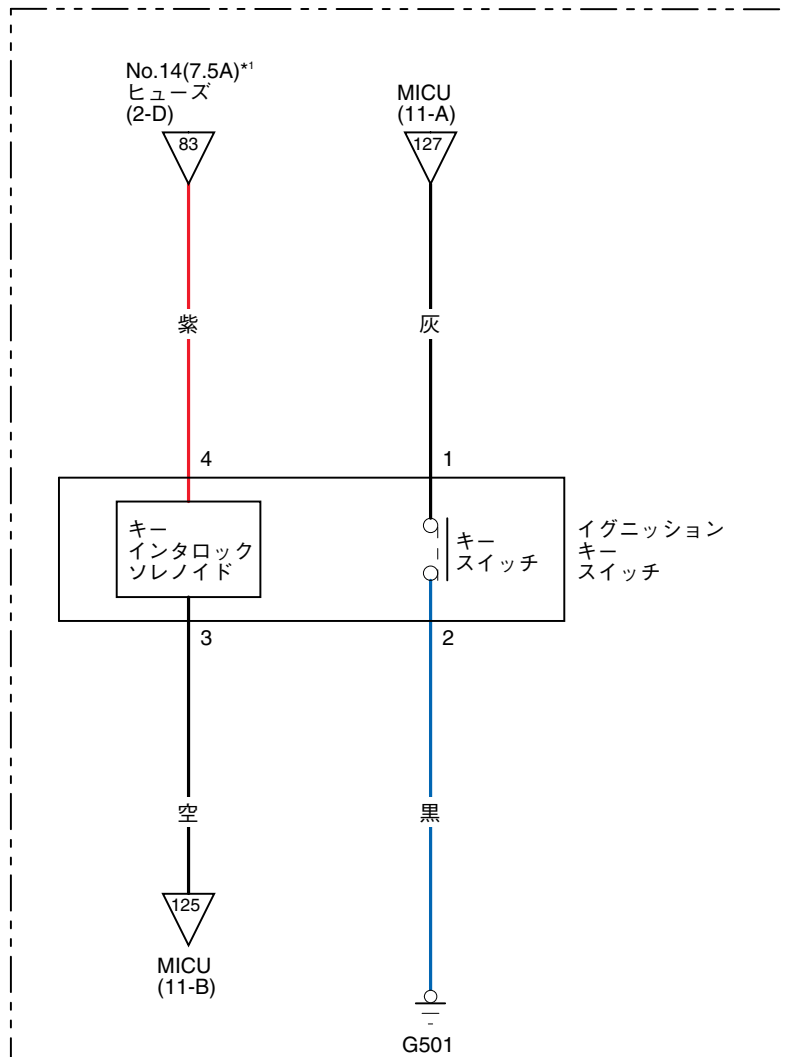 No.14(7.5A)*1
ヒューズ
(2-D)
83
MICU
(11-A)
127
紫
灰
4
1
キー
インタロック
ソレノイド
キー
スイッチ
イグニッション
キー
スイッチ
3
2
空
黒
125
MICU
(11-B)
G501